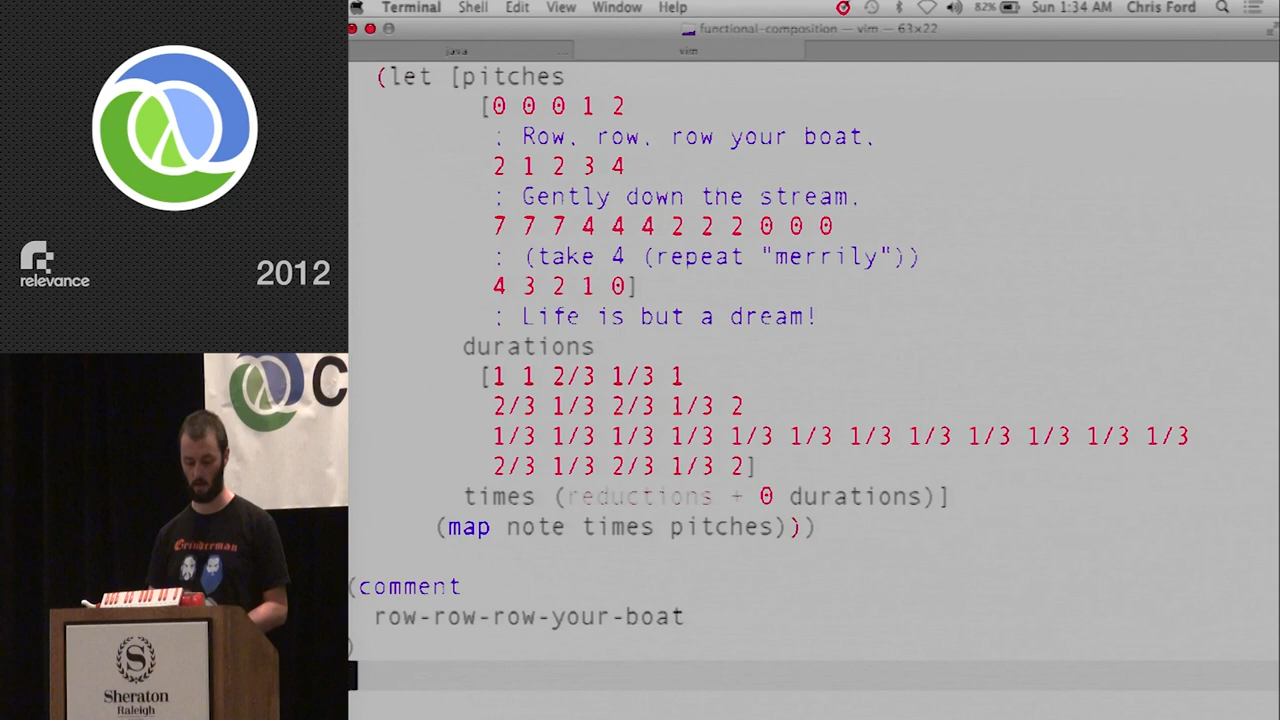 Terminal Shell Edit View Window Help 82% Sun 1:34 AM Chris Ford
functional-composition — vim — 63×22
java vim
(let [pitches
[0 0 0 1 2
; Row, row, row your boat,
2 1 2 3 4
; Gently down the stream,
7 7 7 4 4 4 2 2 2 0 0 0
; (take 4 (repeat "merrily"))
4 3 2 1 0]
; Life is but a dream!
durations
[1 1 2/3 1/3 1
2/3 1/3 2/3 1/3 2
1/3 1/3 1/3 1/3 1/3 1/3 1/3 1/3 1/3 1/3 1/3 1/3
2/3 1/3 2/3 1/3 2]
times (reductions + 0 durations)]
(map note times pitches)))
(comment
row-row-row-your-boat
)
relevance
2012
C
Grinderman
Sheraton
Raleigh